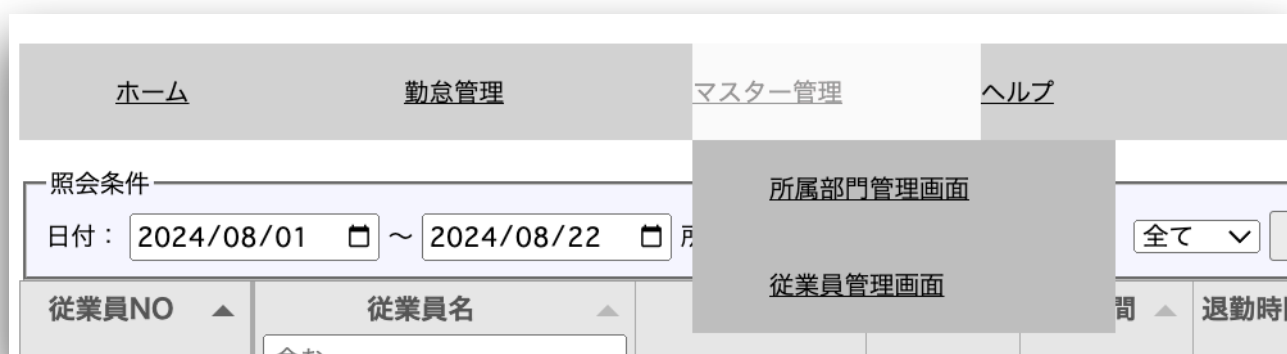 ホーム 勤怠管理 マスター管理 ヘルプ
照会条件
所属部門管理画面
日付： 2024/08/01 ～ 2024/08/22 全て
従業員管理画面
従業員NO 従業員名 間 退勤時